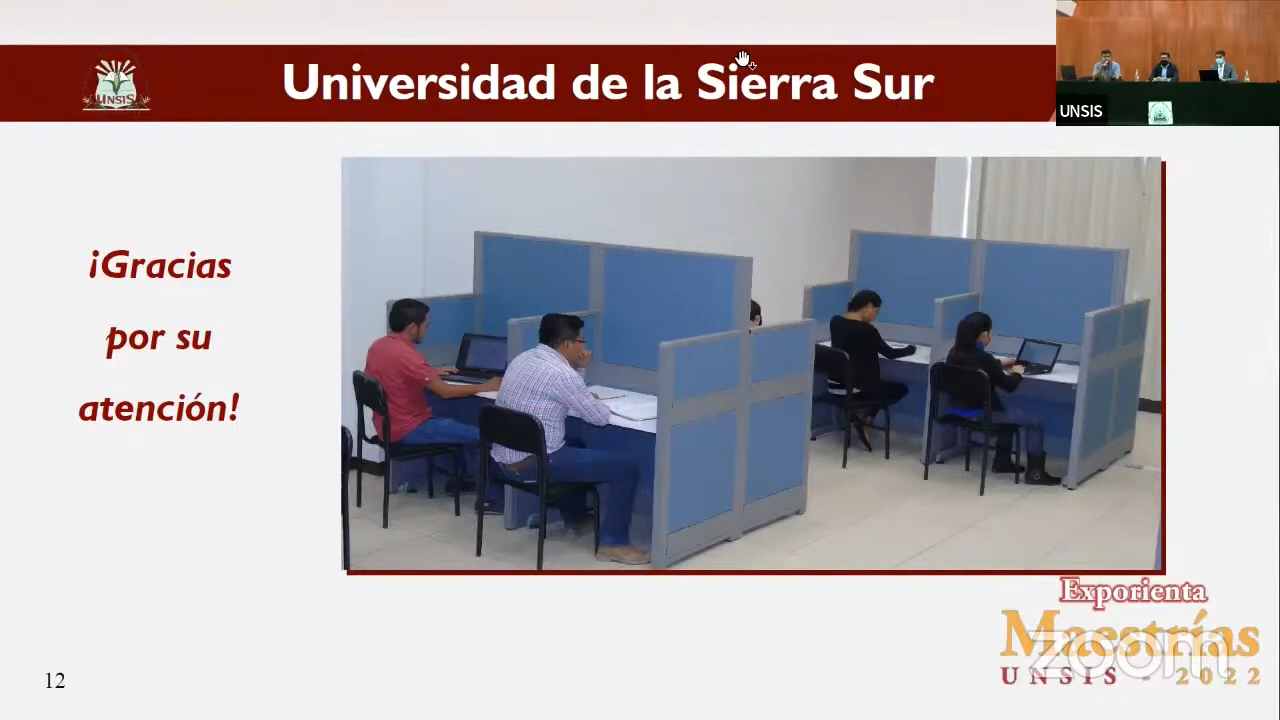 UNSIS
Universidad de la Sierra Sur
UNSIS
¡Gracias
por su
atención!
Exporienta
Maestrías
zoom
UNSIS - 2022
12